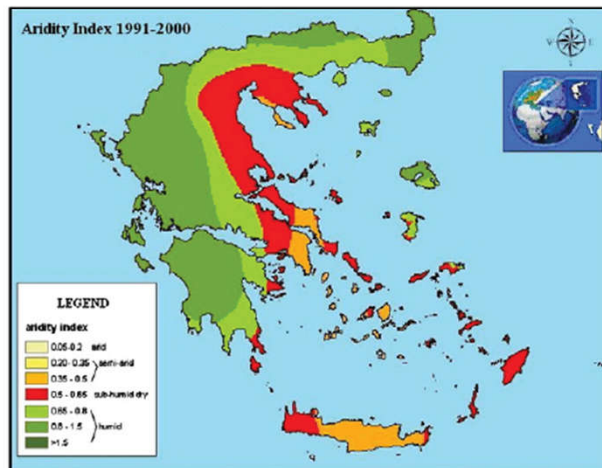 Aridity Index 1991-2000
N
LEGEND
aridity index
0.05-0.2 arid
0.20-0.35
semi-arid
0.35 - 0.5
0.5 - 0.65 sub-humid dry
0.65 - 0.8
humid
0.8 - 1.5
>1.5